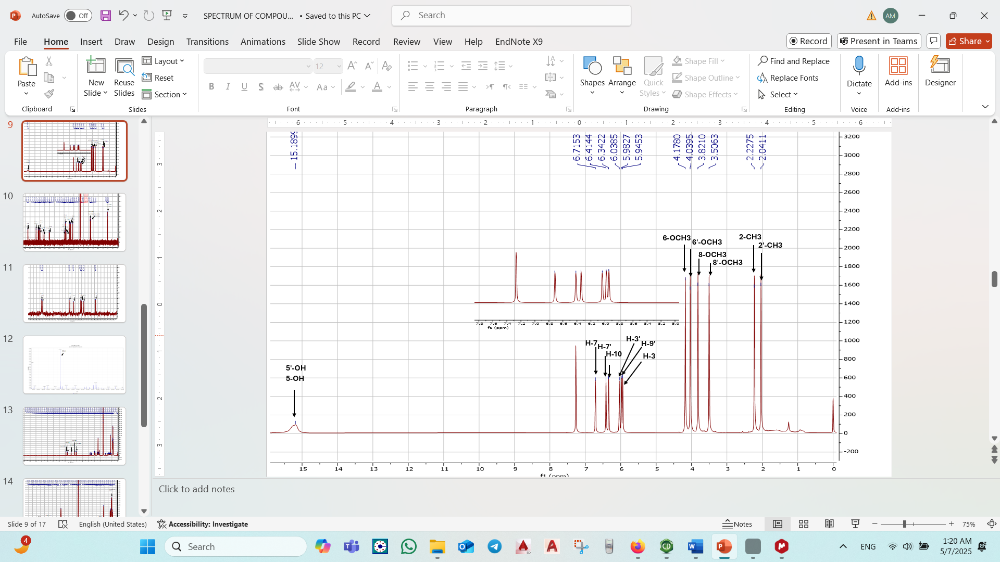 AutoSave
Off
SPECTRUM OF COMPOU... • Saved to this PC
Search
AM
File
Home
Insert
Draw
Design
Transitions
Animations
Slide Show
Record
Review
View
Help
EndNote X9
Record
Present in Teams
Share
Paste
New Slide
Reuse Slides
Layout
Reset
Section
12
Shapes
Arrange
Quick Styles
Shape Fill
Shape Outline
Shape Effects
Find and Replace
Replace Fonts
Select
Dictate
Add-ins
Designer
Clipboard
Slides
Font
Paragraph
Drawing
Editing
Voice
Add-ins
6 5 4 3 2 1 0 1 2 3 4 5 6
3 2 1 0 1 2 3
9
10
11
12
13
14
15.1899
6.7153
6.4144
6.3422
6.0385
5.9827
5.9453
4.1780
4.0395
3.8210
3.5063
2.2275
2.0411
3200
3000
2800
2600
2400
2200
2000
1800
1600
1400
1200
1000
800
600
400
200
0
-200
6-OCH3
6'-OCH3
8-OCH3
8'-OCH3
2-CH3
2'-CH3
7.8 7.6 7.4 7.2 7.0 6.8 6.6 6.4 6.2 6.0 5.8 5.6 5.4 5.2 5.0
f1 (ppm)
H-7
H-7'
H-10
H-3'
H-9'
H-3
5'-OH
5-OH
15 14 13 12 11 10 9 8 7 6 5 4 3 2 1 0
f1 (ppm)
Click to add notes
Slide 9 of 17
English (United States)
Accessibility: Investigate
Notes
75%
4
Search
ENG
1:20 AM
5/7/2025